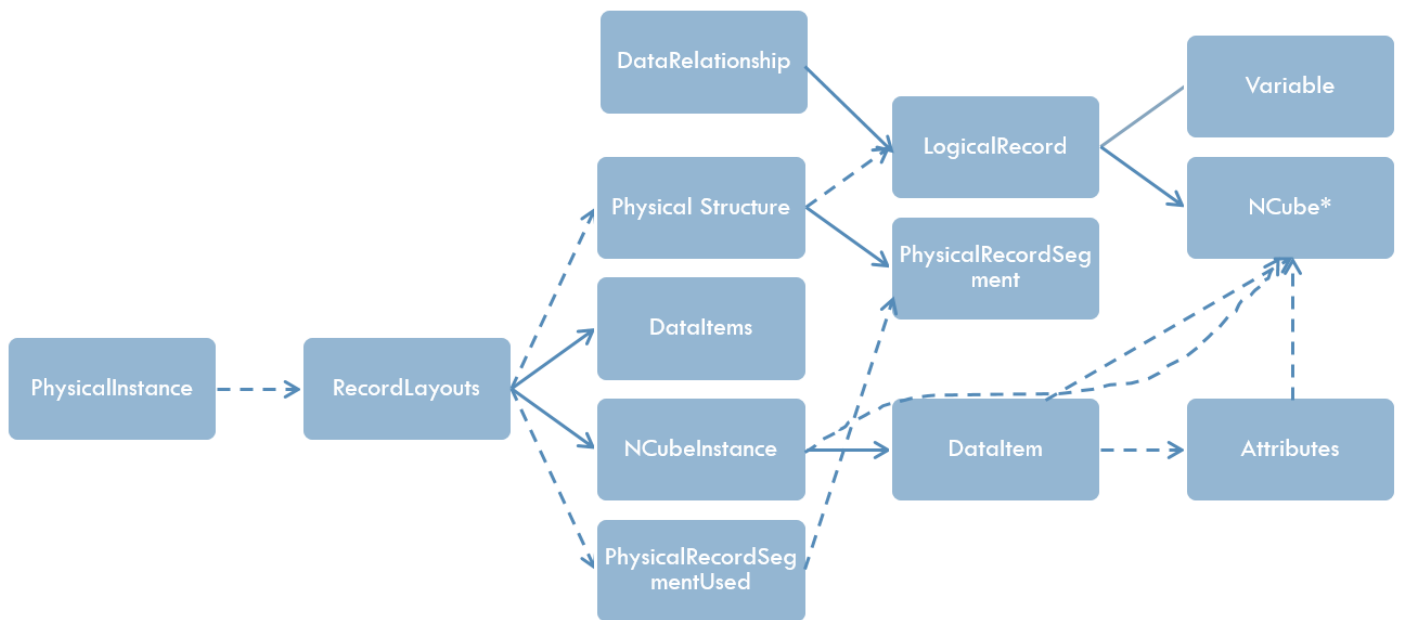 DataRelationship
Variable
LogicalRecord
Physical Structure
NCube*
PhysicalRecordSeg
ment
DataItems
PhysicalInstance
RecordLayouts
NCubeInstance
DataItem
Attributes
PhysicalRecordSeg
mentUsed